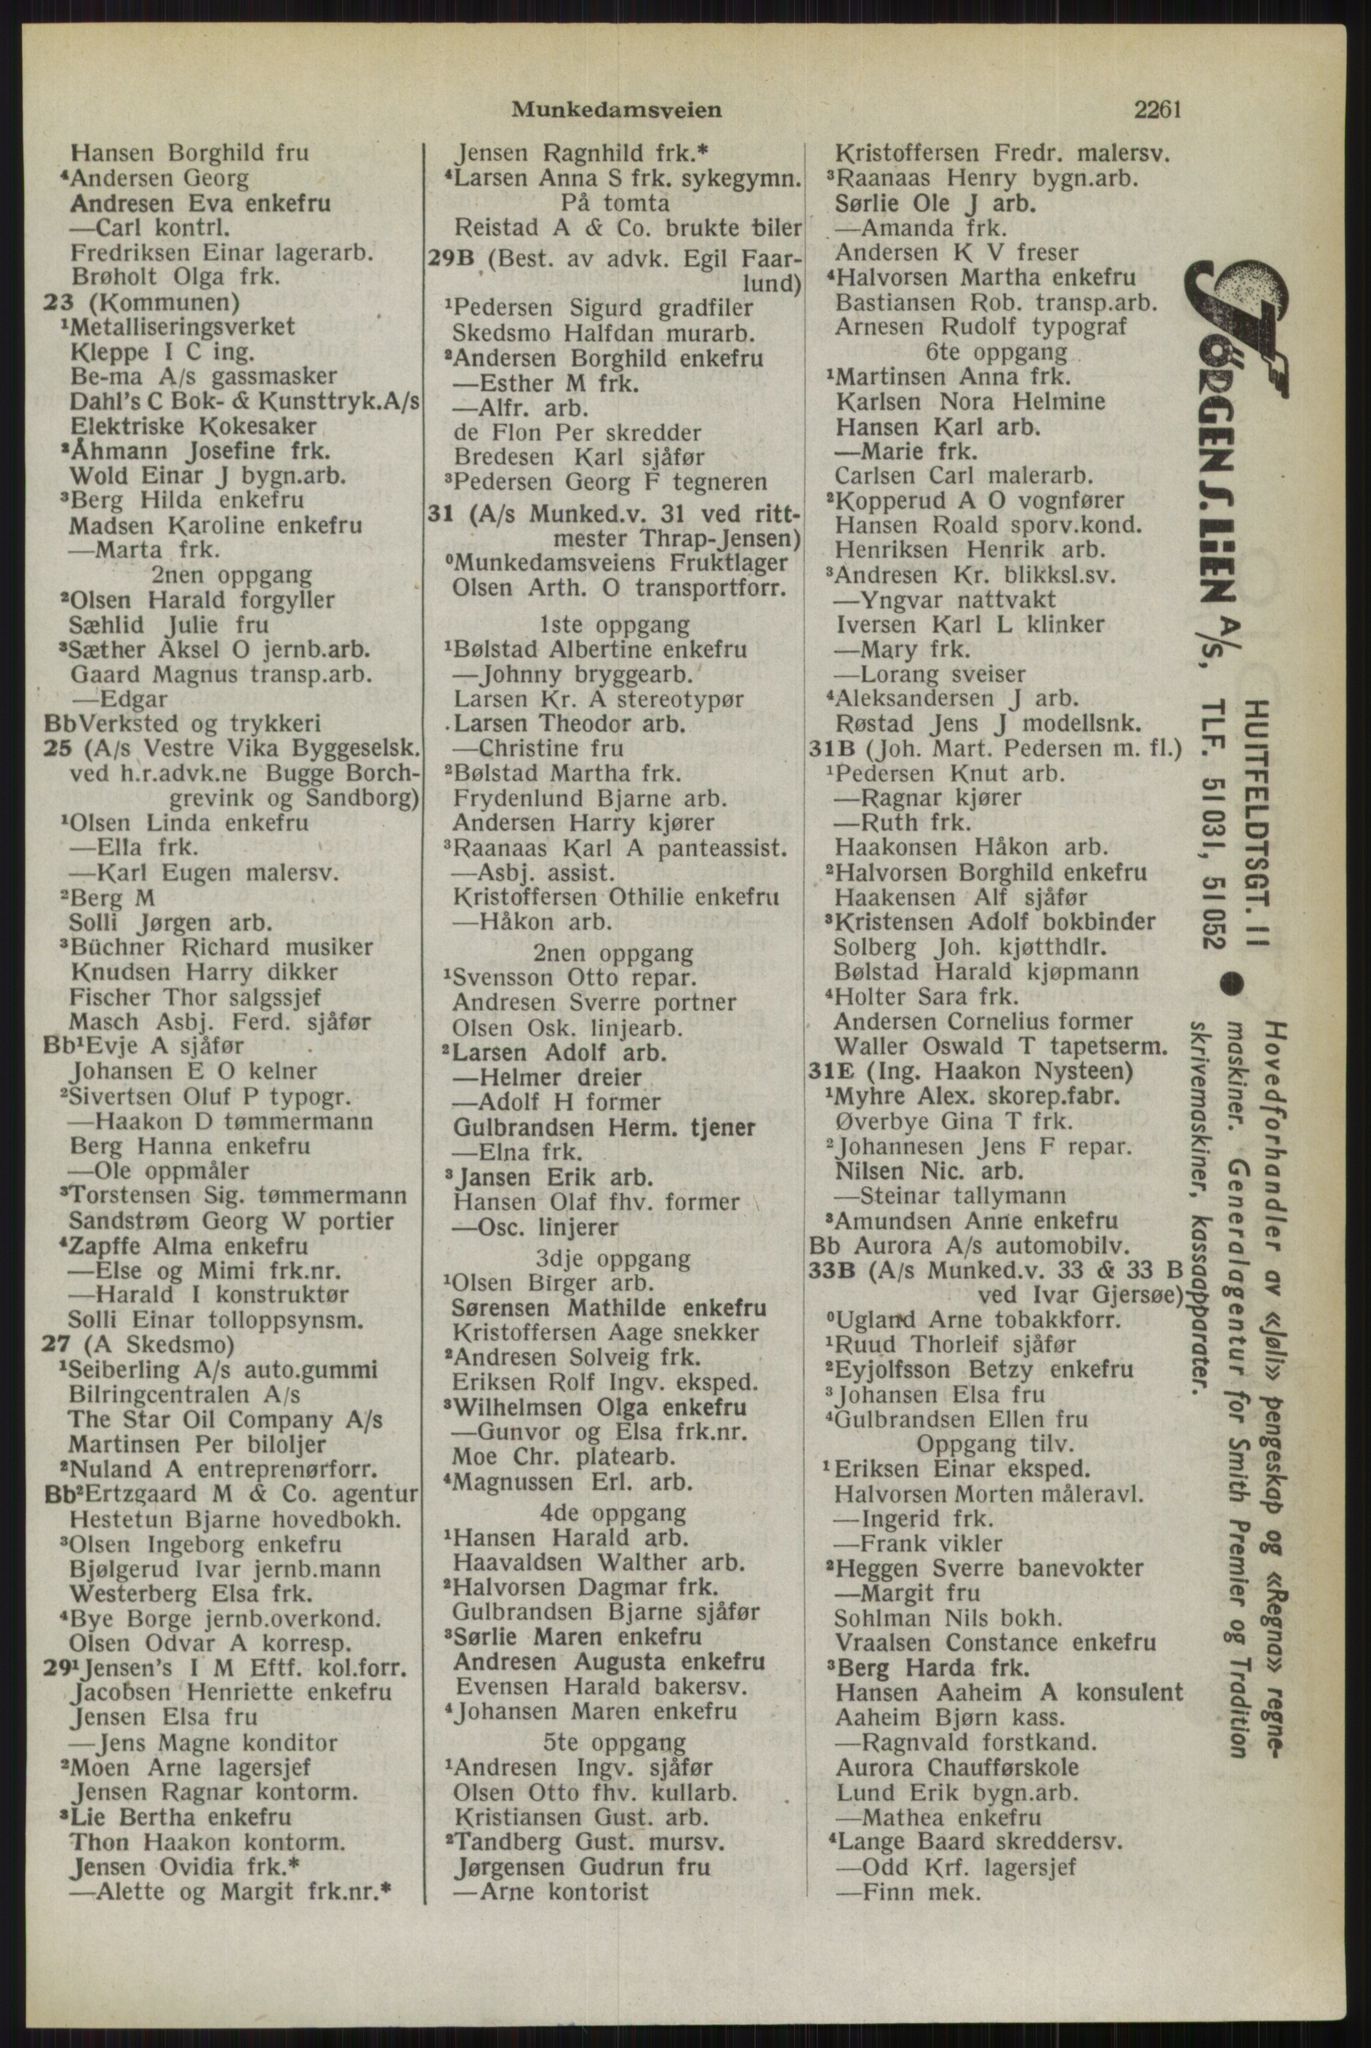 Munkedamsveien
2261
Hansen Borghild fru
⁴Andersen Georg
Andresen Eva enkefru
—Carl kontrl.
Fredriksen Einar lagerarb.
Brøholt Olga frk.
23 (Kommunen)
¹Metalliseringsverket
Kleppe I C ing.
Be-ma A/s gassmasker
Dahl's C Bok- & Kunsttryk.A/s
Elektriske Kokesaker
²Åhmann Josefine frk.
Wold Einar J bygn.arb.
³Berg Hilda enkefru
Madsen Karoline enkefru
—Marta frk.
2nen oppgang
²Olsen Harald forgyller
Sæhlid Julie fru
³Sæther Aksel O jernb.arb.
Gaard Magnus transp.arb.
—Edgar
Bb Verksted og trykkeri
25 (A/s Vestre Vika Byggeselsk.
ved h.r.advk.ne Bugge Borch-
grevink og Sandborg)
¹Olsen Linda enkefru
—Ella frk.
—Karl Eugen malersv.
²Berg M
Solli Jørgen arb.
³Büchner Richard musiker
Knudsen Harry dikker
Fischer Thor salgssjef
Masch Asbj. Ferd. sjåfør
Bb¹Evje A sjåfør
Johansen E O kelner
²Sivertsen Oluf P typogr.
—Haakon D tømmermann
Berg Hanna enkefru
—Ole oppmåler
³Torstensen Sig. tømmermann
Sandstrøm Georg W portier
⁴Zapffe Alma enkefru
—Else og Mimi frk.nr.
—Harald I konstruktør
Solli Einar tolloppsynsm.
27 (A Skedsmo)
¹Seiberling A/s auto.gummi
Bilringcentralen A/s
The Star Oil Company A/s
Martinsen Per biloljer
²Nuland A entreprenørforr.
Bb²Ertzgaard M & Co. agentur
Hestetun Bjarne hovedbokh.
³Olsen Ingeborg enkefru
Bjølgerud Ivar jernb.mann
Westerberg Elsa frk.
⁴Bye Borge jernb.overkond.
Olsen Odvar A korresp.
29¹Jensen's I M Eftf. kol.forr.
Jacobsen Henriette enkefru
Jensen Elsa fru
—Jens Magne konditor
²Moen Arne lagersjef
Jensen Ragnar kontorm.
³Lie Bertha enkefru
Thon Haakon kontorm.
Jensen Ovidia frk.*
—Alette og Margit frk.nr.*
Jensen Ragnhild frk.*
⁴Larsen Anna S frk. sykegymn.
På tomta
Reistad A & Co. brukte biler
29B (Best. av advk. Egil Faar-
lund)
¹Pedersen Sigurd gradfiler
Skedsmo Halfdan murarb.
²Andersen Borghild enkefru
—Esther M frk.
—Alfr. arb.
de Flon Per skredder
Bredesen Karl sjåfør
³Pedersen Georg F tegneren
31 (A/s Munked.v. 31 ved ritt-
mester Thrap-Jensen)
⁰Munkedamsveiens Fruktlager
Olsen Arth. O transportforr.
1ste oppgang
¹Bølstad Albertine enkefru
—Johnny bryggearb.
Larsen Kr. A stereotypør
Larsen Theodor arb.
—Christine fru
²Bølstad Martha frk.
Frydenlund Bjarne arb.
Andersen Harry kjører
³Raanaas Karl A panteassist.
—Asbj. assist.
Kristoffersen Othilie enkefru
—Håkon arb.
2nen oppgang
¹Svensson Otto repar.
Andresen Sverre portner
Olsen Osk. linjearb.
²Larsen Adolf arb.
—Helmer dreier
—Adolf H former
Gulbrandsen Herm. tjener
—Elna frk.
³Jansen Erik arb.
Hansen Olaf fhv. former
—Osc. linjerer
3dje oppgang
¹Olsen Birger arb.
Sørensen Mathilde enkefru
Kristoffersen Aage snekker
²Andresen Solveig frk.
Eriksen Rolf Ingv. eksped.
³Wilhelmsen Olga enkefru
—Gunvor og Elsa frk.nr.
Moe Chr. platearb.
⁴Magnussen Erl. arb.
4de oppgang
¹Hansen Harald arb.
Haavaldsen Walther arb.
²Halvorsen Dagmar frk.
Gulbrandsen Bjarne sjåfør
³Sørlie Maren enkefru
Andresen Augusta enkefru
Evensen Harald bakersv.
⁴Johansen Maren enkefru
5te oppgang
¹Andresen Ingv. sjåfør
Olsen Otto fhv. kullarb.
Kristiansen Gust. arb.
²Tandberg Gust. mursv.
Jørgensen Gudrun fru
—Arne kontorist
Kristoffersen Fredr. malersv.
³Raanaas Henry bygn.arb.
Sørlie Ole J arb.
—Amanda frk.
Andersen K V freser
⁴Halvorsen Martha enkefru
Bastiansen Rob. transp.arb.
Arnesen Rudolf typograf
6te oppgang
¹Martinsen Anna frk.
Karlsen Nora Helmine
Hansen Karl arb.
—Marie frk.
Carlsen Carl malerarb.
²Kopperud A O vognfører
Hansen Roald sporv.kond.
Henriksen Henrik arb.
³Andresen Kr. blikksl.sv.
—Yngvar nattvakt
Iversen Karl L klinker
—Mary frk.
—Lorang sveiser
⁴Aleksandersen J arb.
Røstad Jens J modellsnk.
31B (Joh. Mart. Pedersen m. fl.)
¹Pedersen Knut arb.
—Ragnar kjører
—Ruth frk.
Haakonsen Håkon arb.
²Halvorsen Borghild enkefru
Haakensen Alf sjåfør
³Kristensen Adolf bokbinder
Solberg Joh. kjøtthdlr.
Bølstad Harald kjøpmann
⁴Holter Sara frk.
Andersen Cornelius former
Waller Oswald T tapetserm.
31E (Ing. Haakon Nysteen)
¹Myhre Alex. skorep.fabr.
Øverbye Gina T frk.
²Johannesen Jens F repar.
Nilsen Nic. arb.
—Steinar tallymann
³Amundsen Anne enkefru
Bb Aurora A/s automobilv.
33B (A/s Munked.v. 33 & 33 B
ved Ivar Gjersøe)
⁰Ugland Arne tobakkforr.
¹Ruud Thorleif sjåfør
²Eyjolfsson Betzy enkefru
³Johansen Elsa fru
⁴Gulbrandsen Ellen fru
Oppgang tilv.
¹Eriksen Einar eksped.
Halvorsen Morten måleravl.
—Ingerid frk.
—Frank vikler
²Heggen Sverre banevokter
—Margit fru
Sohlman Nils bokh.
Vraalsen Constance enkefru
³Berg Harda frk.
Hansen Aaheim A konsulent
Aaheim Bjørn kass.
—Ragnvald forstkand.
Aurora Chaufførskole
Lund Erik bygn.arb.
—Mathea enkefru
⁴Lange Baard skreddersv.
—Odd Krf. lagersjef
—Finn mek.
JØRGEN S. LIEN A/s,
HUITFELDTSGT. 11
TLF. 51031, 51052 ●
Hovedforhandler av «Jøli» pengeskap og «Regna» regne-
maskiner. Generalagentur for Smith Premier og Tradition
skrivemaskiner, kassaapparater.